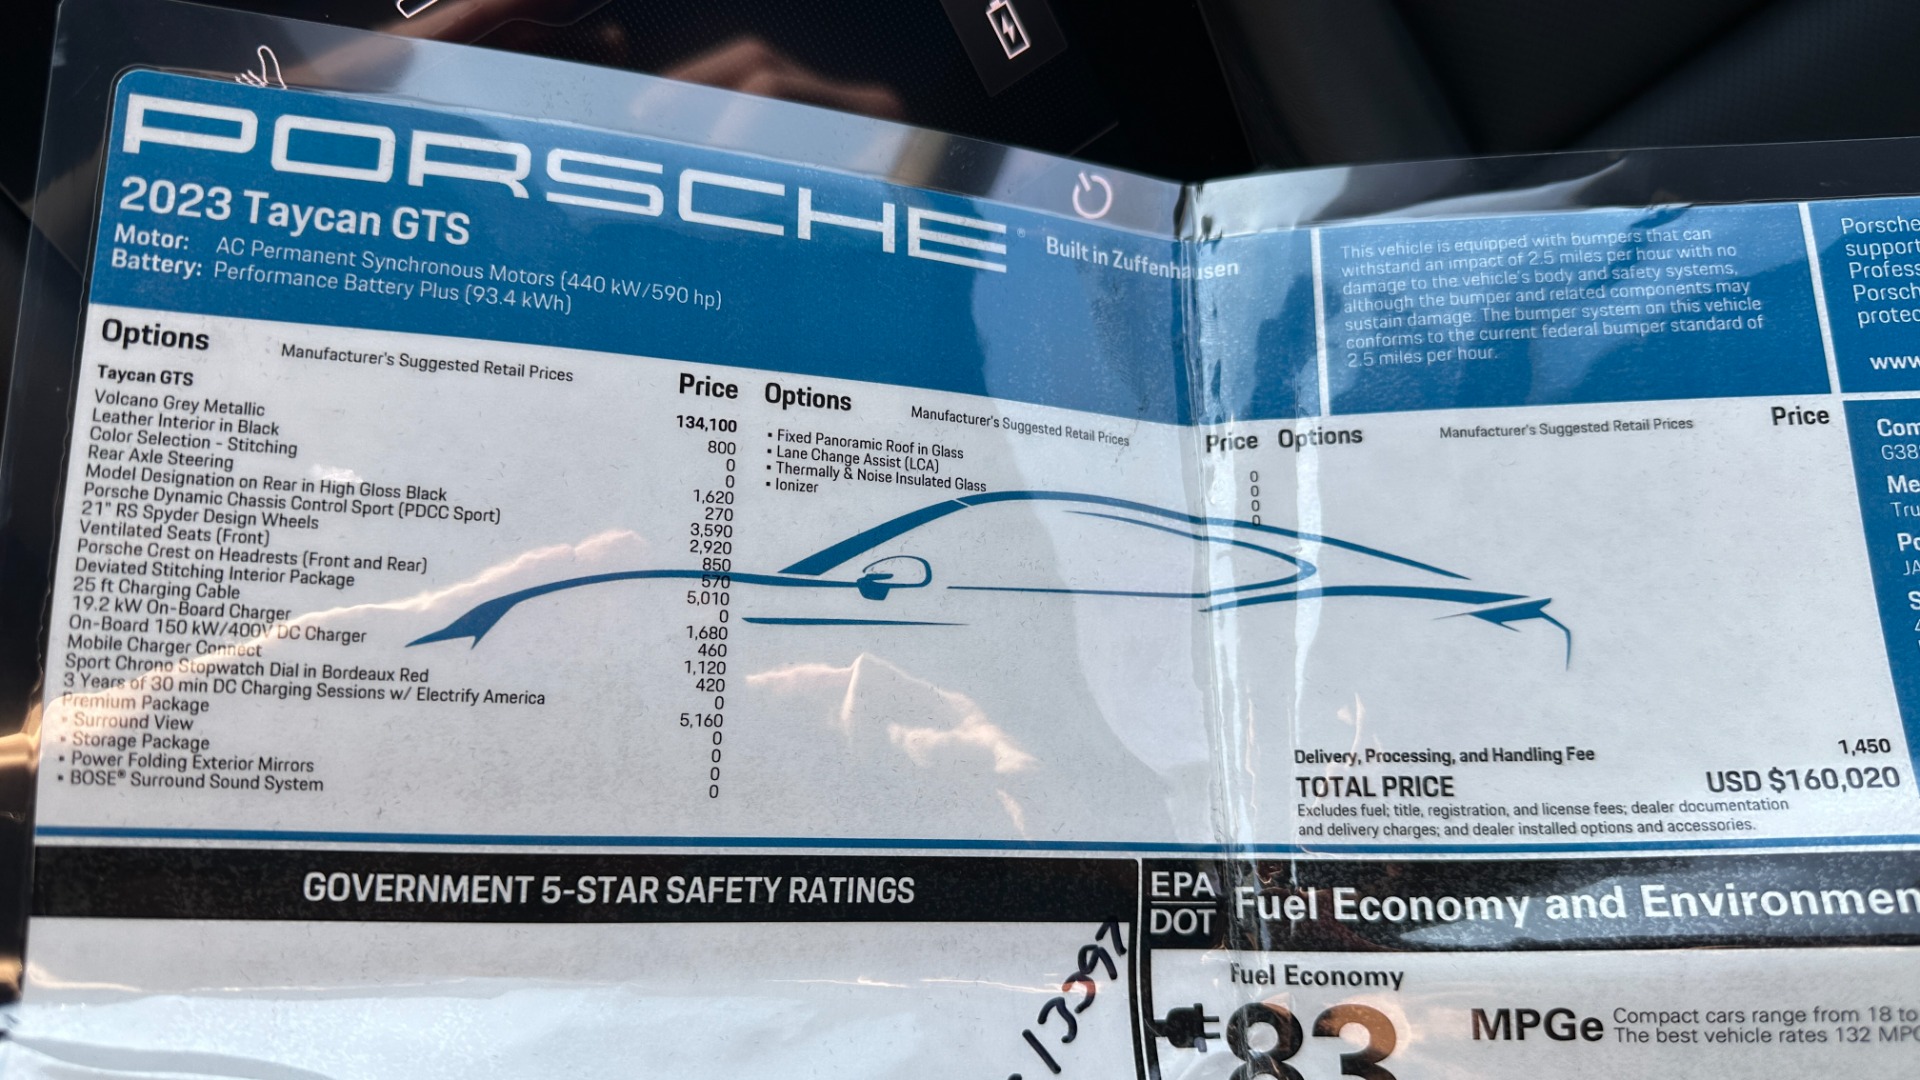 PORSCHE®
2023 Taycan GTS
Motor: AC Permanent Synchronous Motors (440 kW/590 hp)
Battery: Performance Battery Plus (93.4 kWh)
Built in Zuffenhausen
Options Manufacturer's Suggested Retail Prices Price
Taycan GTS 134,100
Volcano Grey Metallic 800
Leather Interior in Black 0
Color Selection - Stitching 0
Rear Axle Steering 1,620
Model Designation on Rear in High Gloss Black 270
Porsche Dynamic Chassis Control Sport (PDCC Sport) 3,590
21" RS Spyder Design Wheels 2,920
Ventilated Seats (Front) 850
Porsche Crest on Headrests (Front and Rear) 570
Deviated Stitching Interior Package 5,010
25 ft Charging Cable 0
19.2 kW On-Board Charger 1,680
On-Board 150 kW/400V DC Charger 460
Mobile Charger Connect 1,120
Sport Chrono Stopwatch Dial in Bordeaux Red 420
3 Years of 30 min DC Charging Sessions w/ Electrify America 0
Premium Package 5,160
• Surround View 0
• Storage Package 0
• Power Folding Exterior Mirrors 0
• BOSE® Surround Sound System 0
Options Manufacturer's Suggested Retail Prices Price
• Fixed Panoramic Roof in Glass 0
• Lane Change Assist (LCA) 0
• Thermally & Noise Insulated Glass 0
• Ionizer 0
This vehicle is equipped with bumpers that can
withstand an impact of 2.5 miles per hour with no
damage to the vehicle's body and safety systems,
although the bumper and related components may
sustain damage. The bumper system on this vehicle
conforms to the current federal bumper standard of
2.5 miles per hour.
Options Manufacturer's Suggested Retail Prices Price
Delivery, Processing, and Handling Fee 1,450
TOTAL PRICE USD $160,020
Excludes fuel; title, registration, and license fees; dealer documentation
and delivery charges; and dealer installed options and accessories.
Porsche
support
Profess
Porsch
protec
www
Com
G38
Me
Tru
Po
JA
GOVERNMENT 5-STAR SAFETY RATINGS
13397
EPA
DOT
Fuel Economy and Environmen
Fuel Economy
83
MPGe
Compact cars range from 18 to
The best vehicle rates 132 MPG